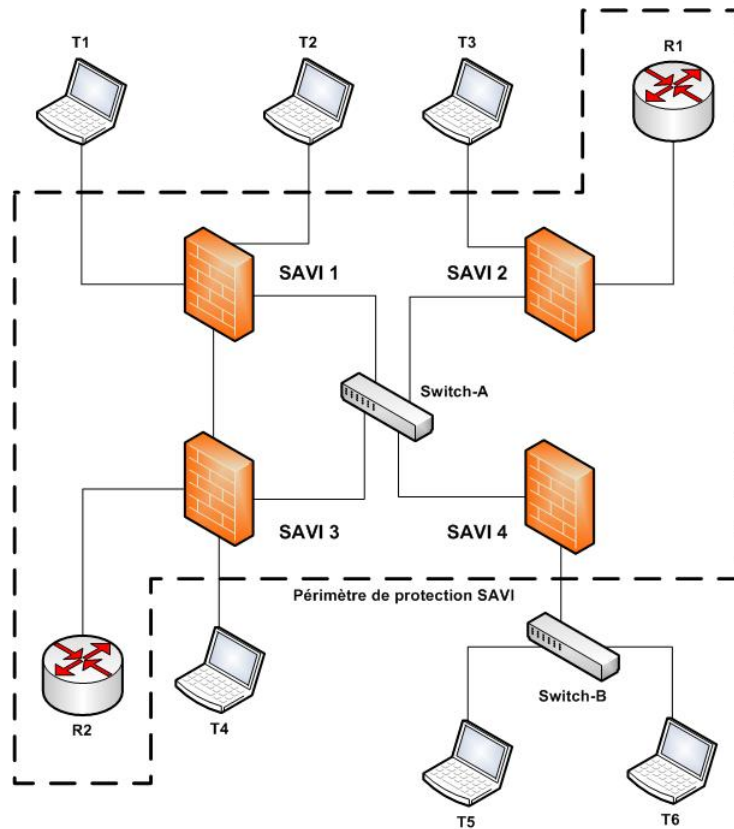 T1
T2
T3
R1
SAVI 1
SAVI 2
Switch-A
SAVI 3
SAVI 4
Périmètre de protection SAVI
R2
T4
Switch-B
T5
T6